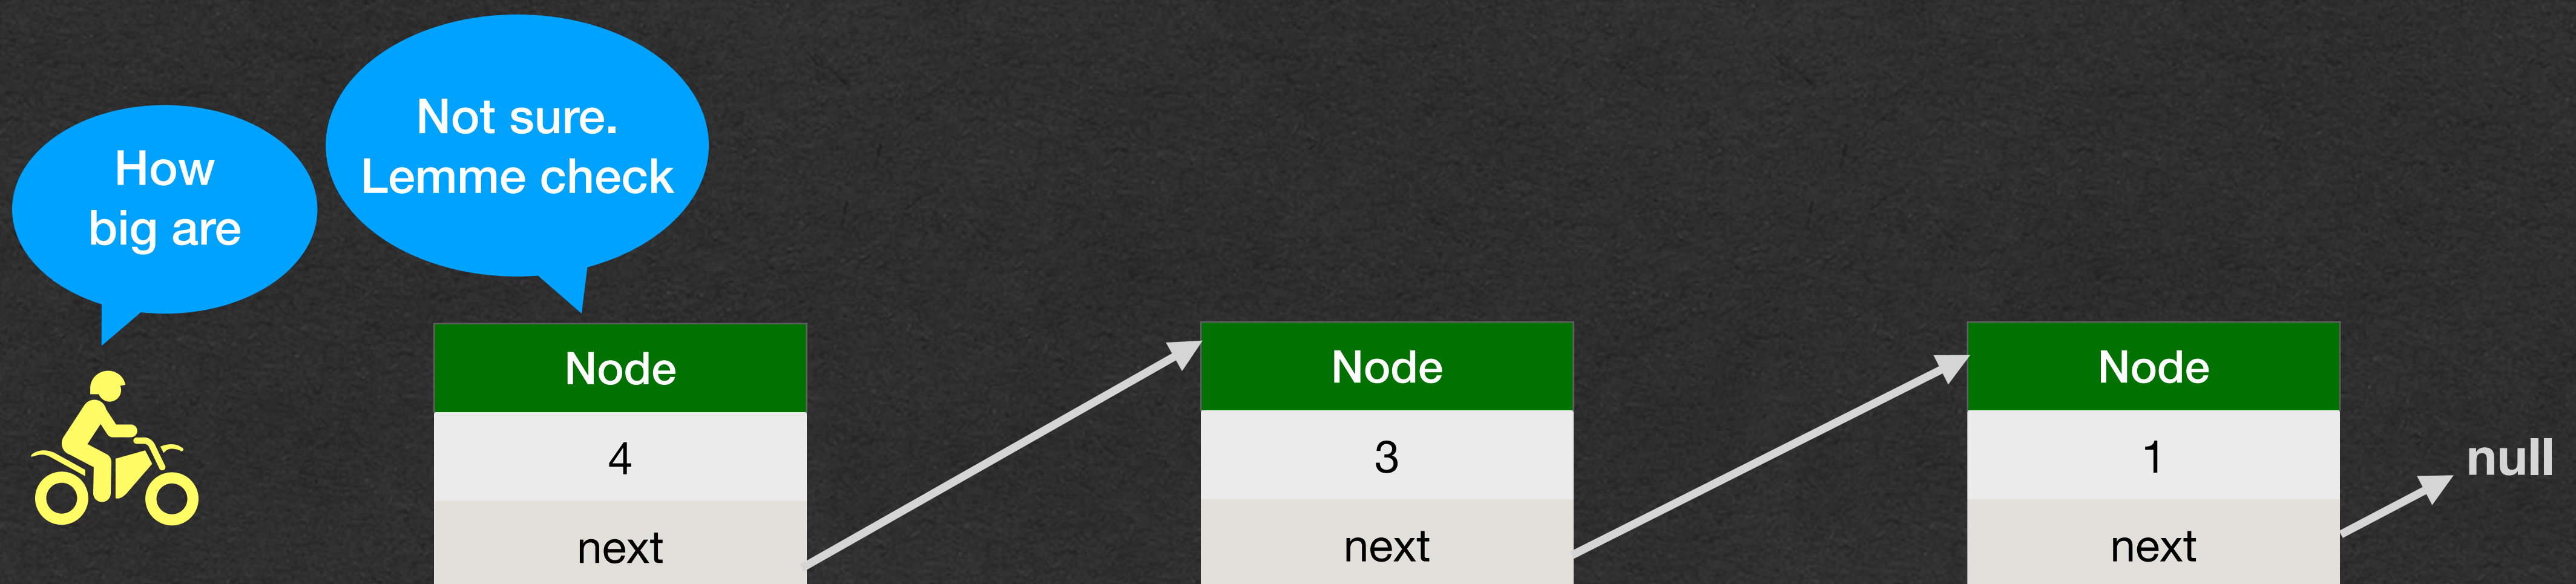 How
big are
Not sure.
Lemme check
Node
4
next
Node
3
next
Node
1
next
null